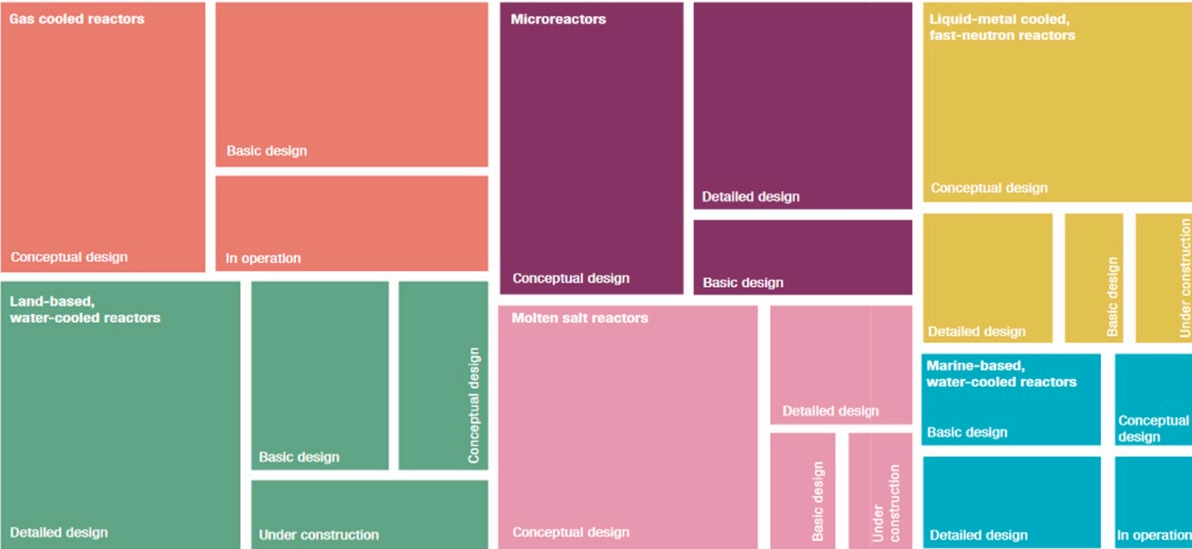 Gas cooled reactors
Conceptual design
Basic design
In operation
Land-based,
water-cooled reactors
Detailed design
Basic design
Conceptual design
Under construction
Microreactors
Conceptual design
Detailed design
Basic design
Molten salt reactors
Conceptual design
Detailed design
Basic design
Under
construction
Liquid-metal cooled,
fast-neutron reactors
Conceptual design
Detailed design
Basic design
Under construction
Marine-based,
water-cooled reactors
Basic design
Conceptual
design
Detailed design
In operation